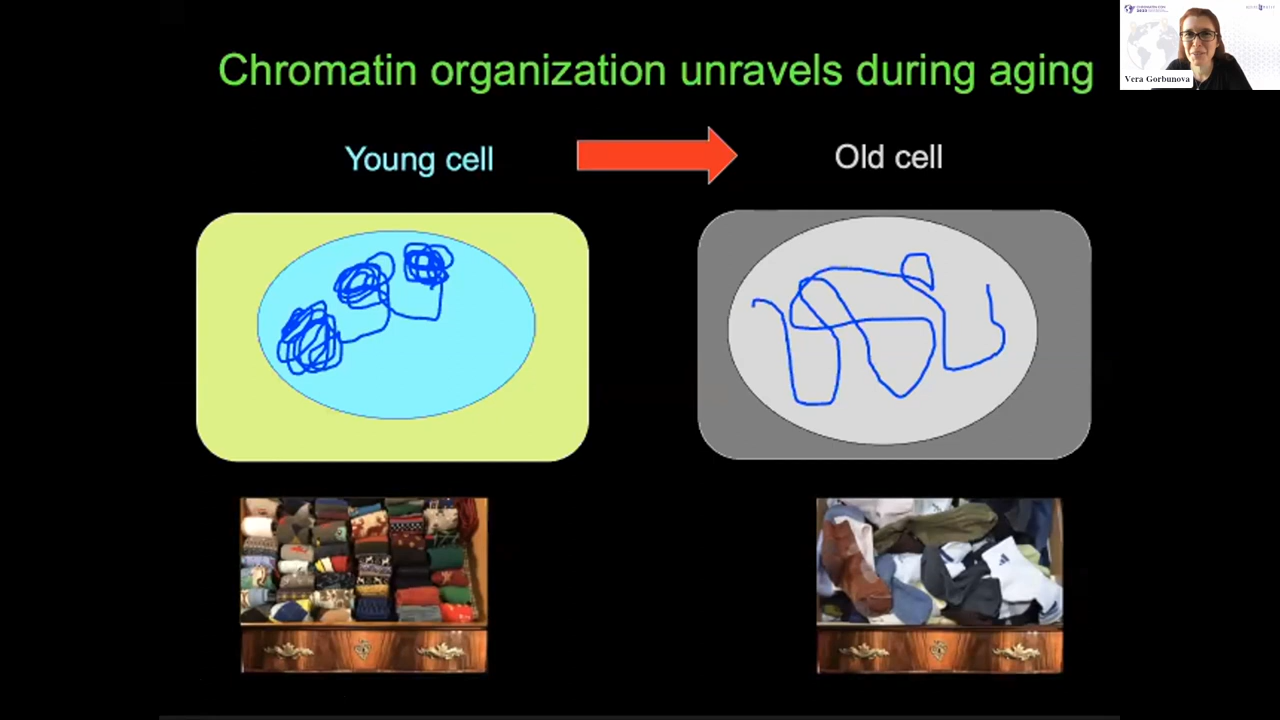 Chromatin organization unravels during aging
Young cell
Old cell
Vera Gorbunova